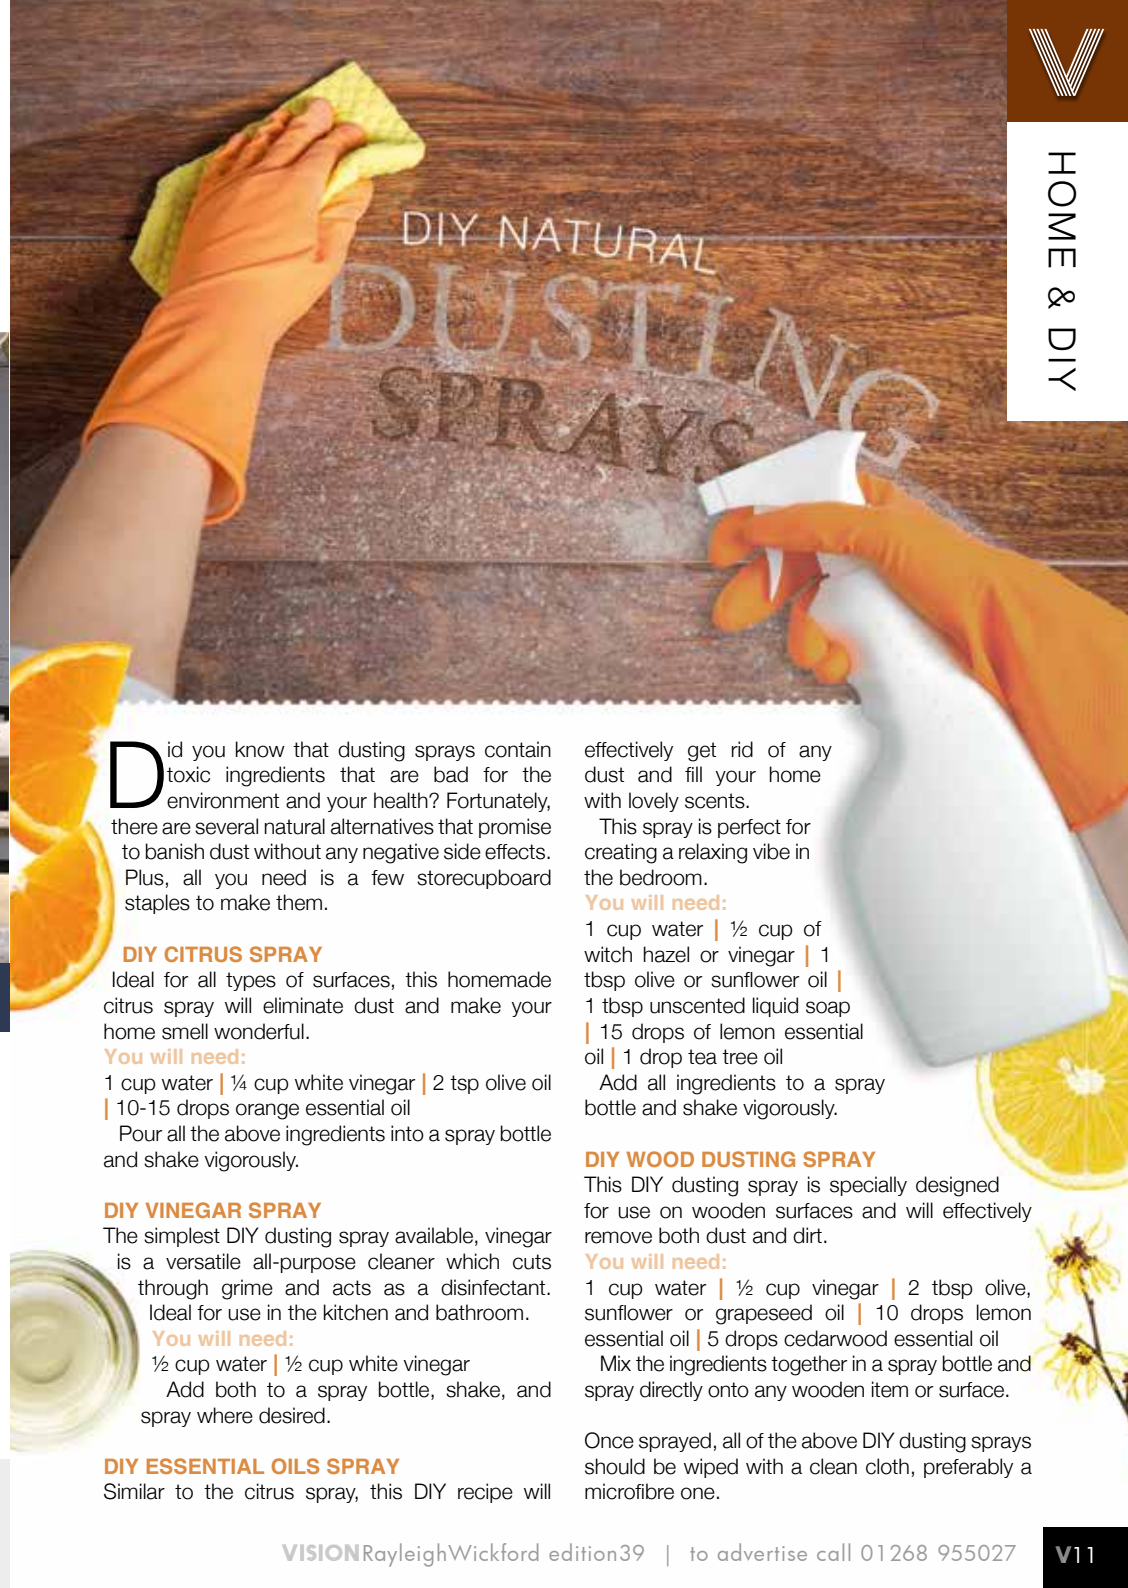 V
HOME & DIY
DIY NATURAL
DUSTING
SPRAYS
Did you know that dusting sprays contain
toxic ingredients that are bad for the
environment and your health? Fortunately,
there are several natural alternatives that promise
to banish dust without any negative side effects.
Plus, all you need is a few storecupboard
staples to make them.
DIY CITRUS SPRAY
Ideal for all types of surfaces, this homemade
citrus spray will eliminate dust and make your
home smell wonderful.
You will need:
1 cup water | ¼ cup white vinegar | 2 tsp olive oil
| 10-15 drops orange essential oil
Pour all the above ingredients into a spray bottle
and shake vigorously.
DIY VINEGAR SPRAY
The simplest DIY dusting spray available, vinegar
is a versatile all-purpose cleaner which cuts
through grime and acts as a disinfectant.
Ideal for use in the kitchen and bathroom.
You will need:
½ cup water | ½ cup white vinegar
Add both to a spray bottle, shake, and
spray where desired.
DIY ESSENTIAL OILS SPRAY
Similar to the citrus spray, this DIY recipe will
effectively get rid of any
dust and fill your home
with lovely scents.
This spray is perfect for
creating a relaxing vibe in
the bedroom.
You will need:
1 cup water | ½ cup of
witch hazel or vinegar | 1
tbsp olive or sunflower oil |
1 tbsp unscented liquid soap
| 15 drops of lemon essential
oil | 1 drop tea tree oil
Add all ingredients to a spray
bottle and shake vigorously.
DIY WOOD DUSTING SPRAY
This DIY dusting spray is specially designed
for use on wooden surfaces and will effectively
remove both dust and dirt.
You will need:
1 cup water | ½ cup vinegar | 2 tbsp olive,
sunflower or grapeseed oil | 10 drops lemon
essential oil | 5 drops cedarwood essential oil
Mix the ingredients together in a spray bottle and
spray directly onto any wooden item or surface.
Once sprayed, all of the above DIY dusting sprays
should be wiped with a clean cloth, preferably a
microfibre one.
VISIONRayleighWickford edition39 | to advertise call 01268 955027
V11